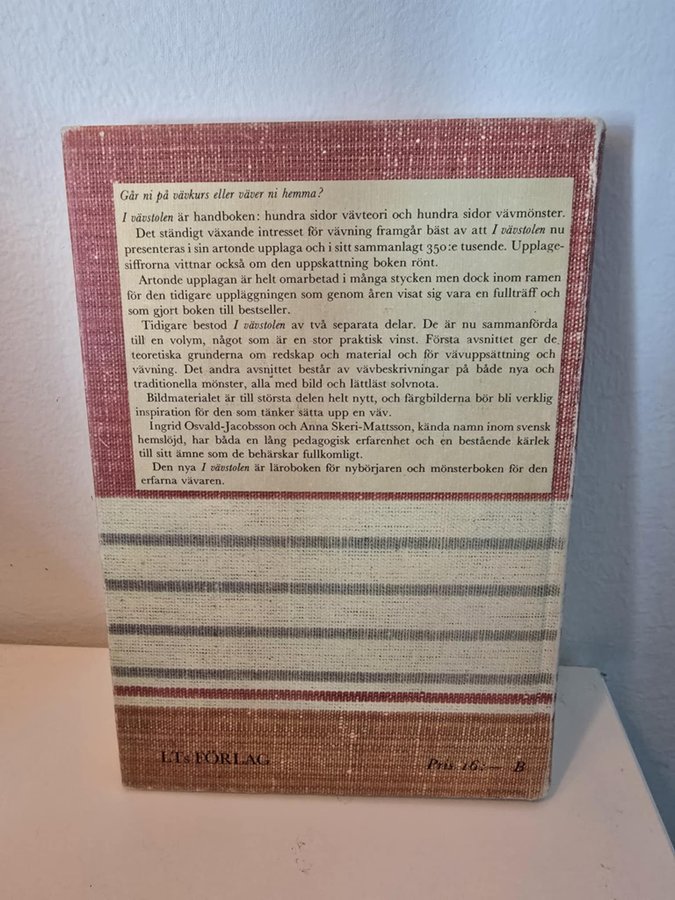 Går ni på vävkurs eller väver ni hemma?
I vävstolen är handboken: hundra sidor vävteori och hundra sidor vävmönster.
Det ständigt växande intresset för vävning framgår bäst av att I vävstolen nu
presenteras i sin artonde upplaga och i sitt sammanlagt 350:e tusende. Upplage-
siffrorna vittnar också om den uppskattning boken rönt.
Artonde upplagan är helt omarbetad i många stycken men dock inom ramen
för den tidigare uppläggningen som genom åren visat sig vara en fullträff och
som gjort boken till bestseller.
Tidigare bestod I vävstolen av två separata delar. De är nu sammanförda
till en volym, något som är en stor praktisk vinst. Första avsnittet ger de
teoretiska grunderna om redskap och material och för vävuppsättning och
vävning. Det andra avsnittet består av vävbeskrivningar på både nya och
traditionella mönster, alla med bild och lättläst solvnota.
Bildmaterialet är till största delen helt nytt, och färgbilderna bör bli verklig
inspiration för den som tänker sätta upp en väv.
Ingrid Osvald-Jacobsson och Anna Skeri-Mattsson, kända namn inom svensk
hemslöjd, har båda en lång pedagogisk erfarenhet och en bestående kärlek
till sitt ämne som de behärskar fullkomligt.
Den nya I vävstolen är läroboken för nybörjaren och mönsterboken för den
erfarna vävaren.
LTs FÖRLAG
Pris 16:— B